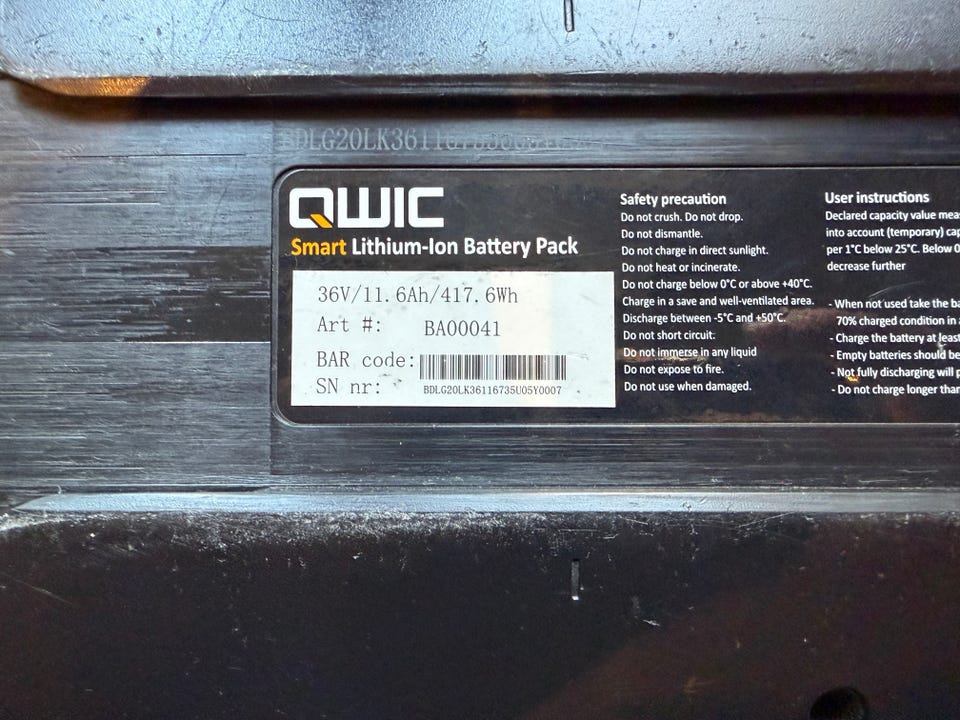 QWIC
Smart Lithium-Ion Battery Pack
36V/11.6Ah/417.6Wh
Art #: BA00041
BAR code:
SN nr: BDLG20LK36116735U05Y0007
Safety precaution
Do not crush. Do not drop.
Do not dismantle.
Do not charge in direct sunlight.
Do not heat or incinerate.
Do not charge below 0°C or above +40°C.
Charge in a save and well-ventilated area.
Discharge between -5°C and +50°C.
Do not short circuit.
Do not immerse in any liquid
Do not expose to fire.
Do not use when damaged.
User instructions
Declared capacity value
into account (temporary)
per 1°C below 25°C. Below
decrease further
- When not used take the
70% charged condition in
- Charge the battery at least
- Empty batteries should be
- Not fully discharging will
- Do not charge longer than